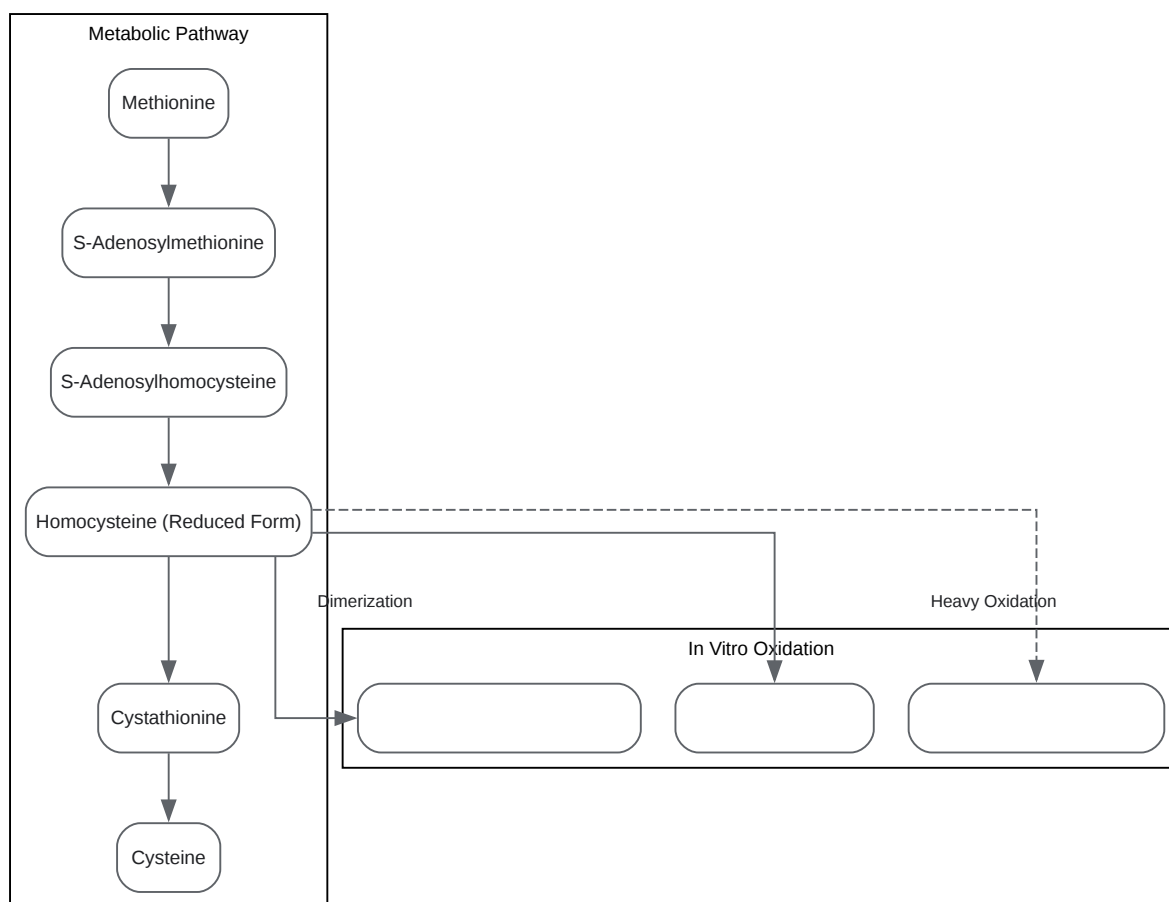 Metabolic Pathway
Methionine
S-Adenosylmethionine
S-Adenosylhomocysteine
Homocysteine (Reduced Form)
Dimerization
Heavy Oxidation
In Vitro Oxidation
Cystathionine
Cysteine